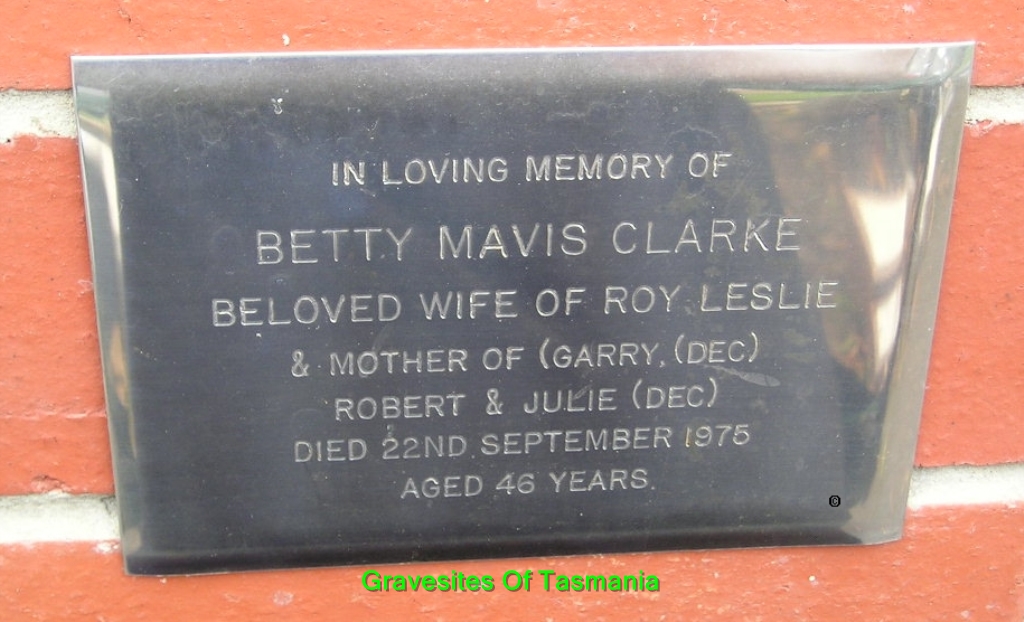 IN LOVING MEMORY OF
BETTY MAVIS CLARKE
BELOVED WIFE OF ROY LESLIE
& MOTHER OF (GARRY, (DEC)
ROBERT & JULIE (DEC)
DIED 22ND SEPTEMBER 1975
AGED 46 YEARS.
©
Gravesites Of Tasmania